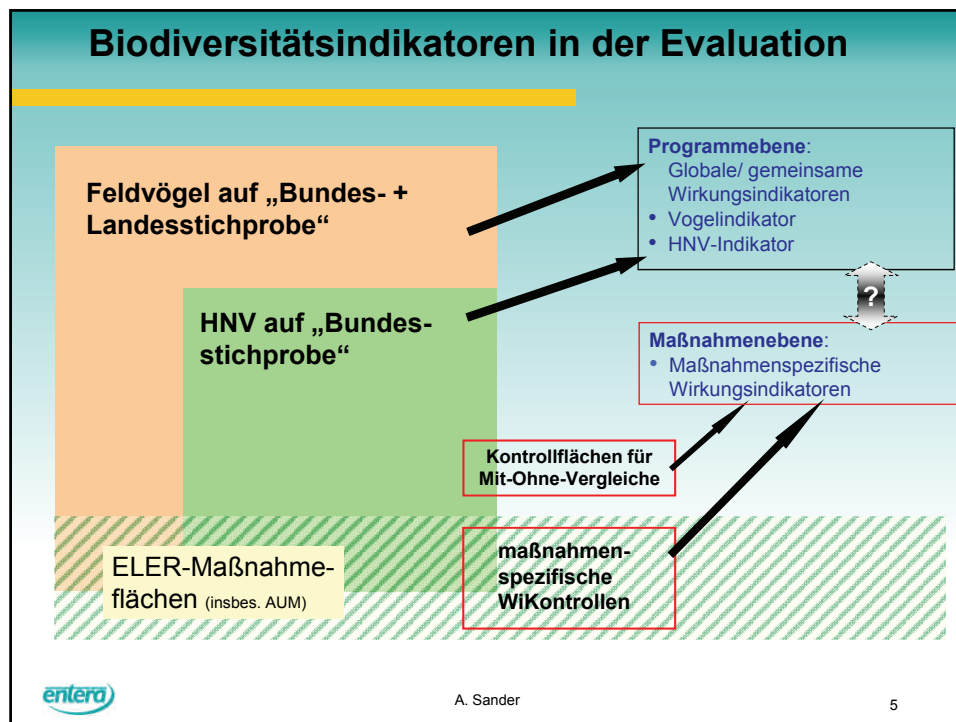 Biodiversitätsindikatoren in der Evaluation
Feldvögel auf „Bundes- +
Landesstichprobe“
HNV auf „Bundes-
stichprobe“
Programmebene:
Globale/ gemeinsame
Wirkungsindikatoren
• Vogelindikator
• HNV-Indikator
?
Maßnahmenebene:
• Maßnahmenspezifische
Wirkungsindikatoren
Kontrollflächen für
Mit-Ohne-Vergleiche
maßnahmen-
spezifische
WiKontrollen
ELER-Maßnahme-
flächen (insbes. AUM)
entera
A. Sander
5